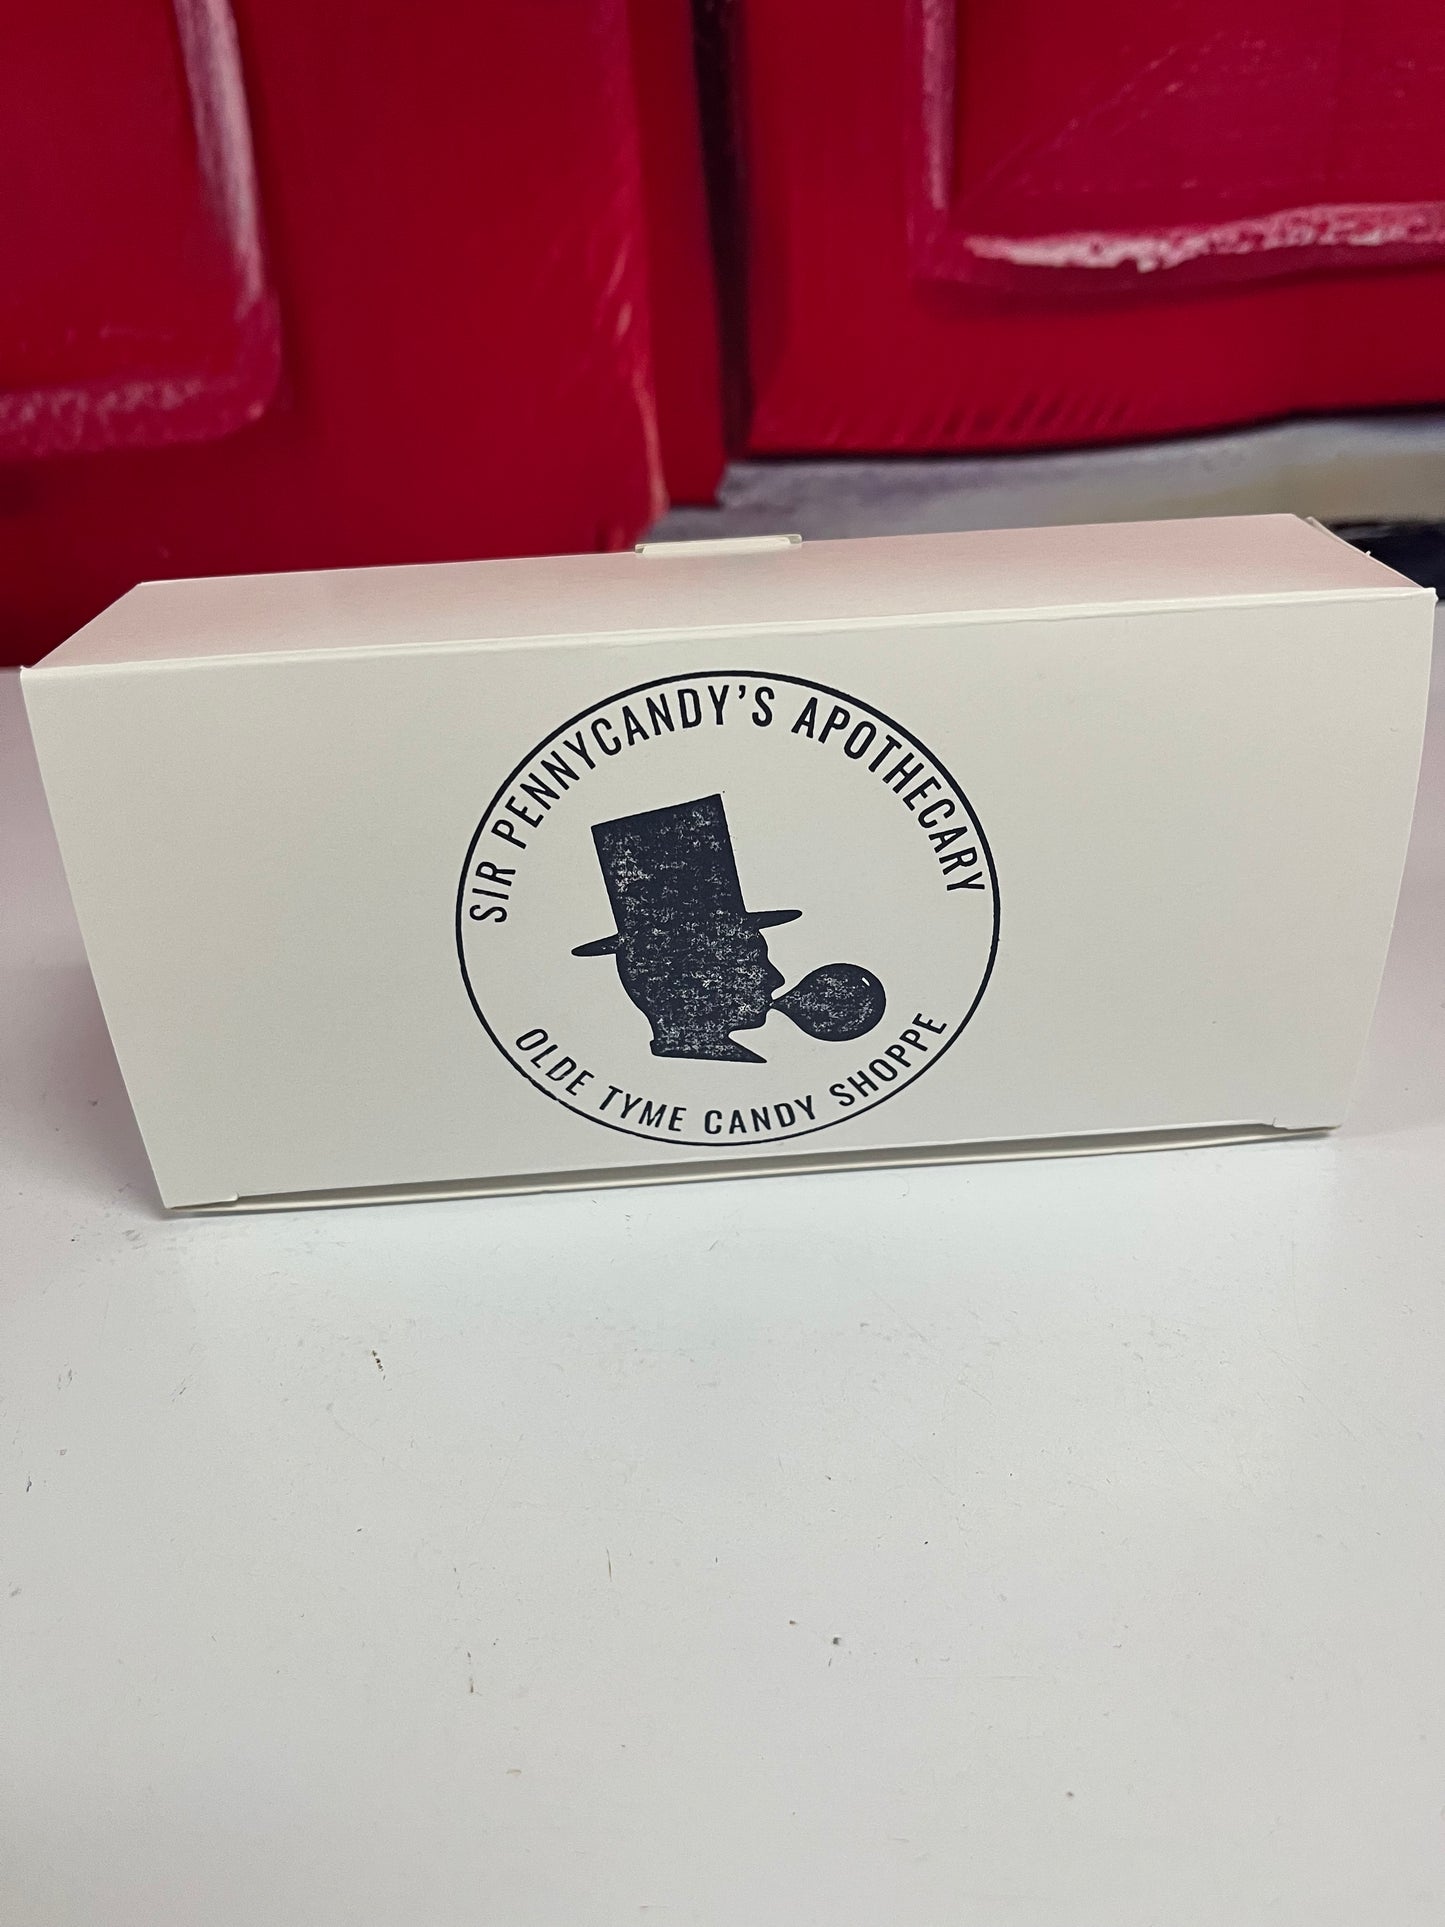 SIR PENNYCANDY'S APOTHECARY
OLDE TYME CANDY SHOPPE